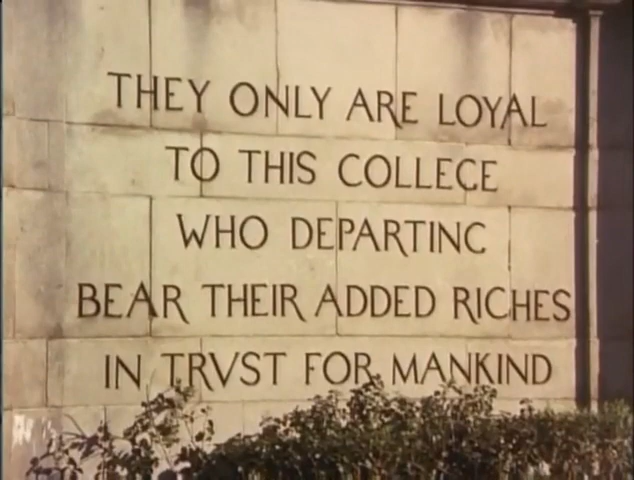 THEY ONLY ARE LOYAL
TO THIS COLLEGE
WHO DEPARTING
BEAR THEIR ADDED RICHES
IN TRVST FOR MANKIND